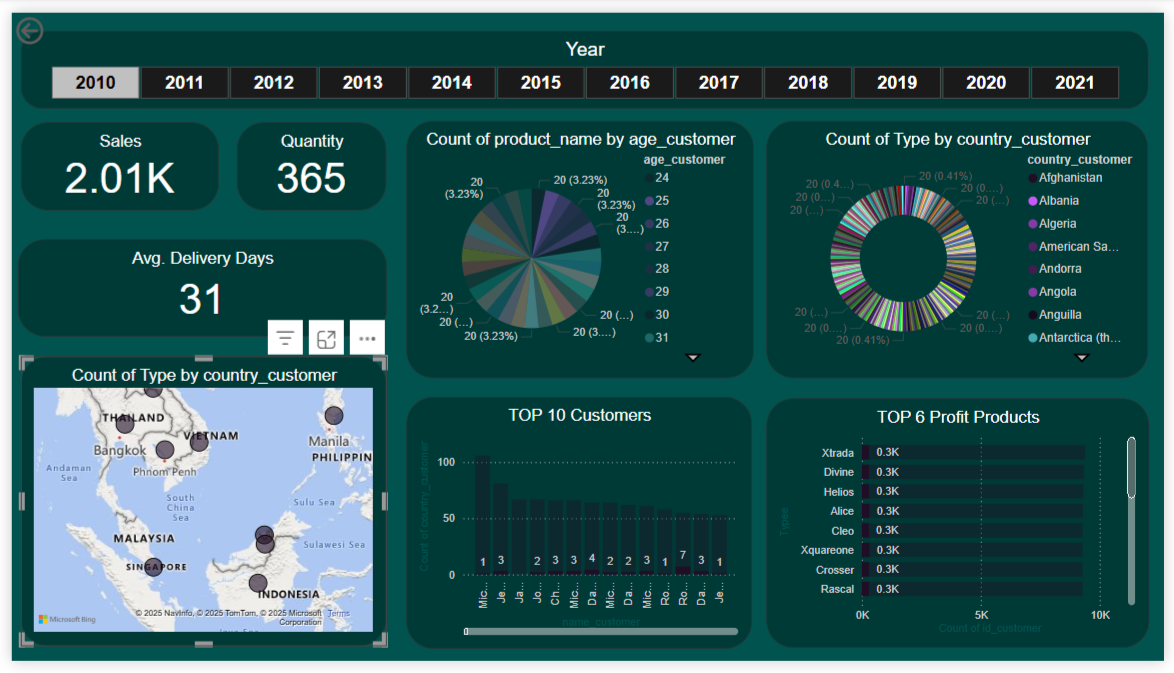 Year
2010 2011 2012 2013 2014 2015 2016 2017 2018 2019 2020 2021
Sales
2.01K
Quantity
365
Avg. Delivery Days
31
Count of product_name by age_customer
age_customer
24
25
26
27
28
29
30
31
20 (3.23%)
20
(3.23%)
20
(3....)
20 (...)
20 (3....)
20 (3.23%)
20 (...)
20
(3.2...)
20
(3.23%)
Count of Type by country_customer
country_customer
Afghanistan
Albania
Algeria
American Sa...
Andorra
Angola
Anguilla
Antarctica (th...
20 (0.41%)
20 (0....)
20 (...)
20 (...)
20 (0....)
20 (0.41%)
20 (0....)
20 (...)
20 (...)
20 (0...)
20 (0.4...)
Count of Type by country_customer
THAILAND
Bangkok
VIETNAM
Phnom Penh
Manila
PHILIPPIN
Andaman
Sea
South
China
Sea
Sulu Sea
MALAYSIA
Sulawesi Sea
SINGAPORE
INDONESIA
© 2025 NavInfo, © 2025 TomTom, © 2025 Microsoft Corporation
Terms
Microsoft Bing
TOP 10 Customers
Count of country_customer
100
50
0
1 3 2 3 3 4 2 2 3 1 7 3 1
Mic... Je... Ja... Jo... Ch... Mic... Da... Mic... Da... Mic... Ro... Ro... Da... Je...
name_customer
TOP 6 Profit Products
Types
Xtrada 0.3K
Divine 0.3K
Helios 0.3K
Alice 0.3K
Cleo 0.3K
Xquareone 0.3K
Crosser 0.3K
Rascal 0.3K
0K 5K 10K
Count of id_customer